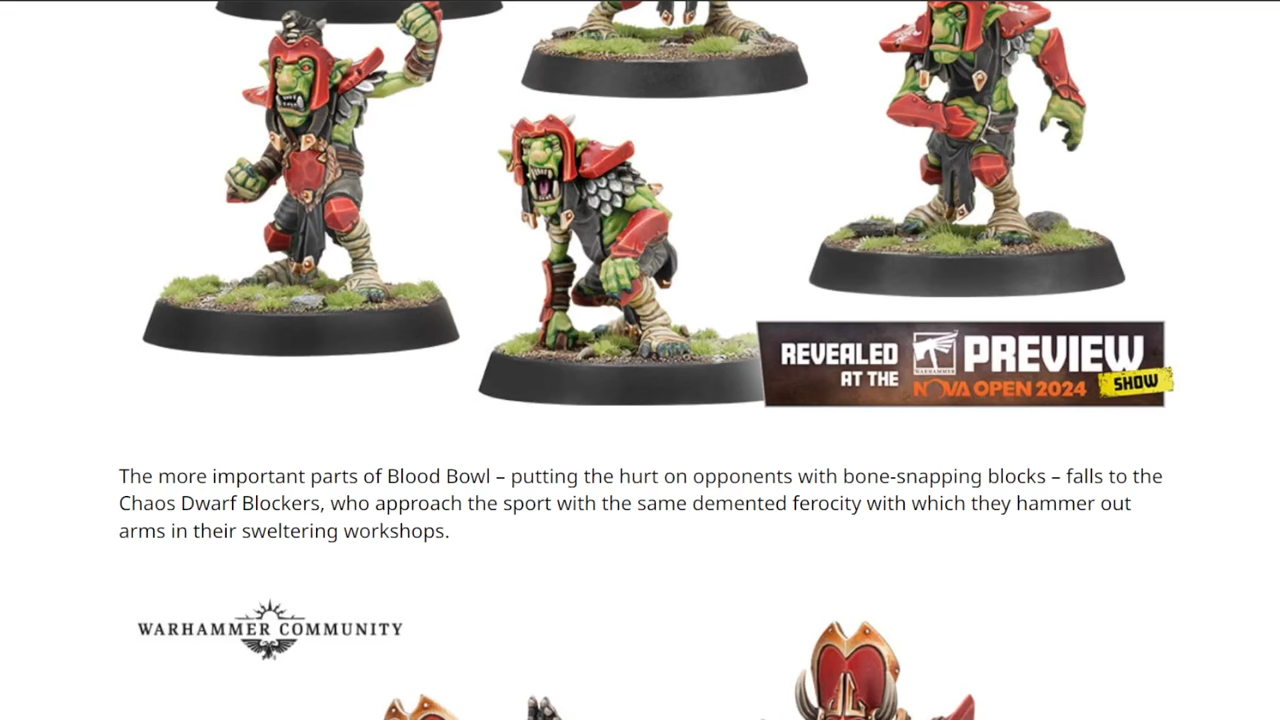 REVEALED
AT THE
WARHAMMER
PREVIEW
NOVA OPEN 2024
SHOW
The more important parts of Blood Bowl – putting the hurt on opponents with bone-snapping blocks – falls to the
Chaos Dwarf Blockers, who approach the sport with the same demented ferocity with which they hammer out
arms in their sweltering workshops.
WARHAMMER COMMUNITY